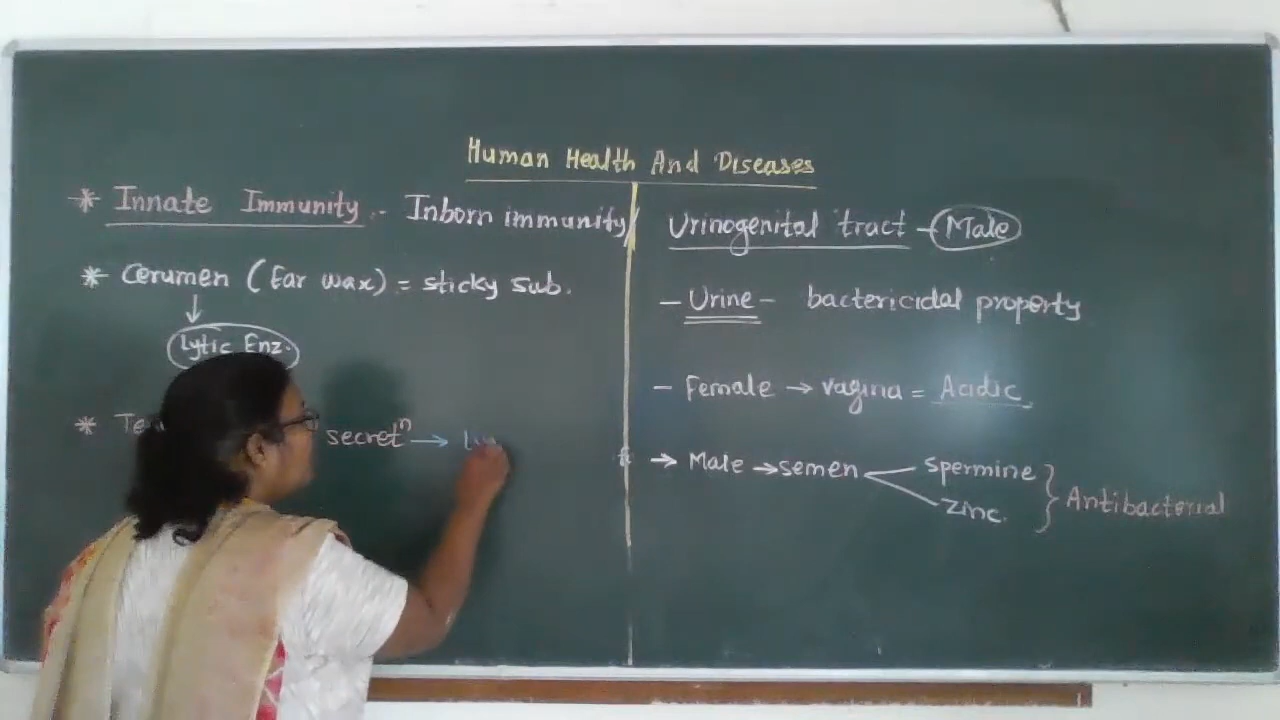 Human Health And Diseases
* Innate Immunity :- Inborn immunity
* Cerumen (Ear wax) = sticky sub.
↓
Lytic Enz.
* secretⁿ →
Urinogenital tract - Male
- Urine - bactericidal property
- Female → vagina = Acidic
→ Male → semen
Spermine
Zinc.
} Antibacterial